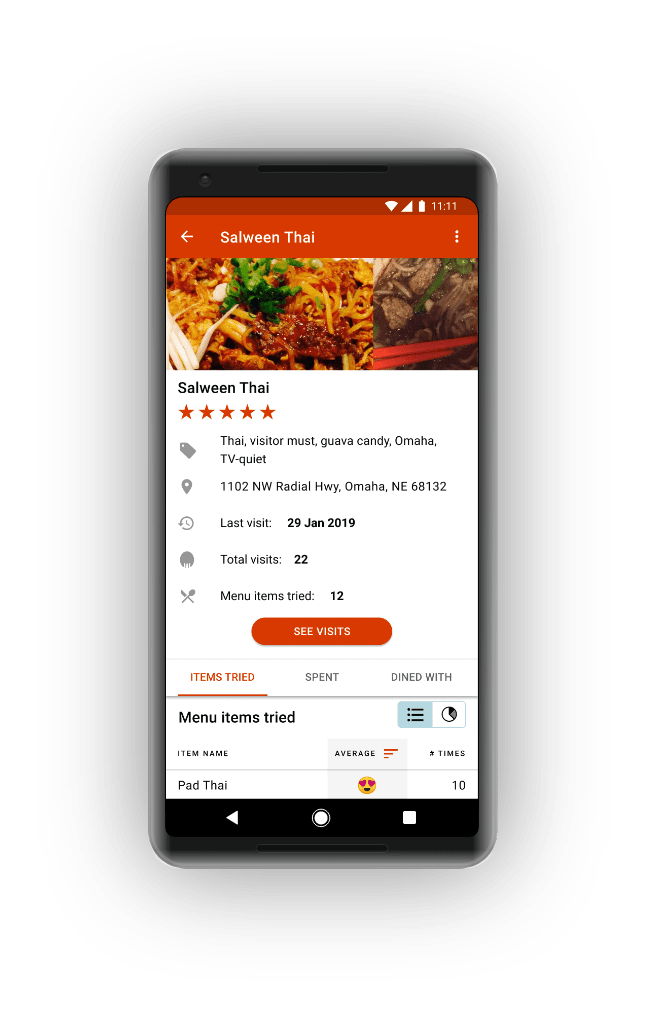 11:11
Salween Thai
Salween Thai
Thai, visitor must, guava candy, Omaha,
TV-quiet
1102 NW Radial Hwy, Omaha, NE 68132
Last visit: 29 Jan 2019
Total visits: 22
Menu items tried: 12
SEE VISITS
ITEMS TRIED SPENT DINED WITH
Menu items tried
ITEM NAME AVERAGE # TIMES
Pad Thai 10